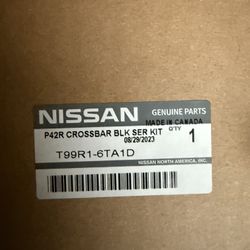 NISSAN GENUINE PARTS
MADE IN CANADA
P42R CROSSBAR BLK SER KIT Q'TY 1
08/29/2023
T99R1-6TA1D
NISSAN NORTH AMERICA, INC.